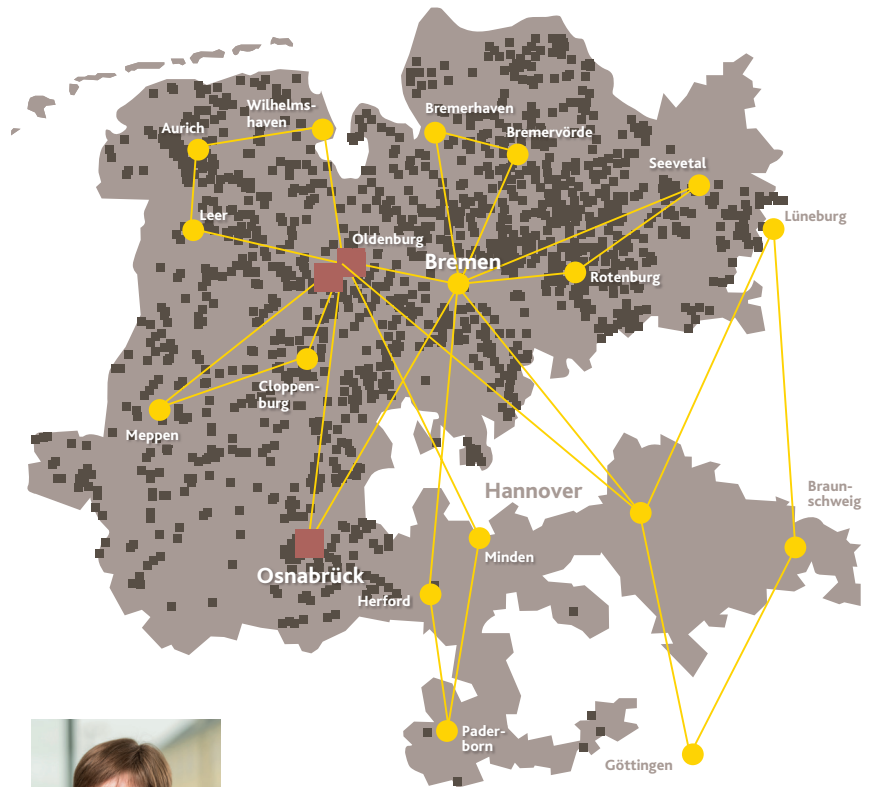 Wilhelms-
haven
Bremerhaven
Aurich
Bremervörde
Seevetal
Leer
Lüneburg
Oldenburg
Bremen
Rotenburg
Cloppen-
burg
Meppen
Hannover
Braun-
schweig
Minden
Osnabrück
Herford
Pader-
born
Göttingen